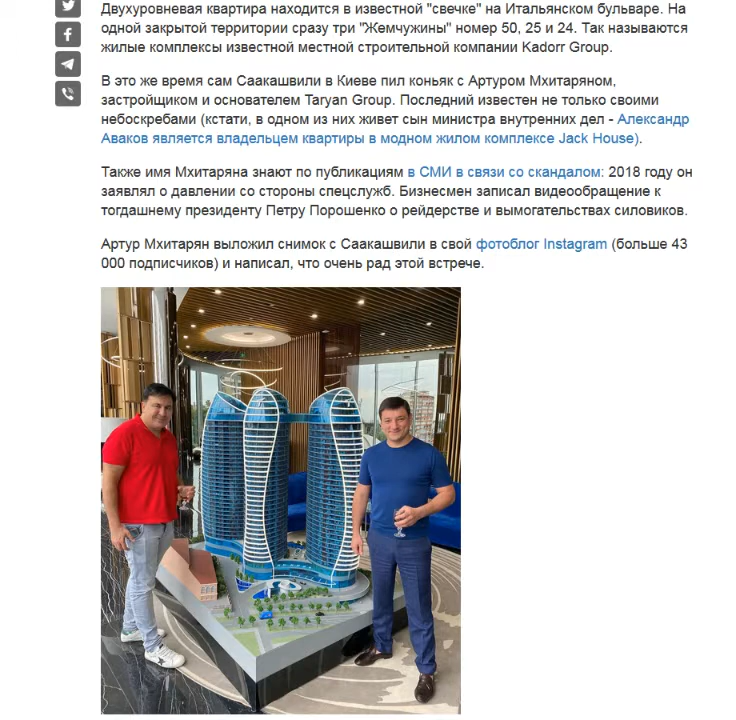 Двухуровневая квартира находится в известной "свечке" на Итальянском бульваре. На
одной закрытой территории сразу три "Жемчужины" номер 50, 25 и 24. Так называются
жилые комплексы известной местной строительной компании Kadorr Group.
В это же время сам Саакашвили в Киеве пил коньяк с Артуром Мхитаряном,
застройщиком и основателем Taryan Group. Последний известен не только своими
небоскребами (кстати, в одном из них живет сын министра внутренних дел - Александр
Аваков является владельцем квартиры в модном жилом комплексе Jack House).
Также имя Мхитаряна знают по публикациям в СМИ в связи со скандалом: 2018 году он
заявлял о давлении со стороны спецслужб. Бизнесмен записал видеообращение к
тогдашнему президенту Петру Порошенко о рейдерстве и вымогательствах силовиков.
Артур Мхитарян выложил снимок с Саакашвили в свой фотоблог Instagram (больше 43
000 подписчиков) и написал, что очень рад этой встрече.